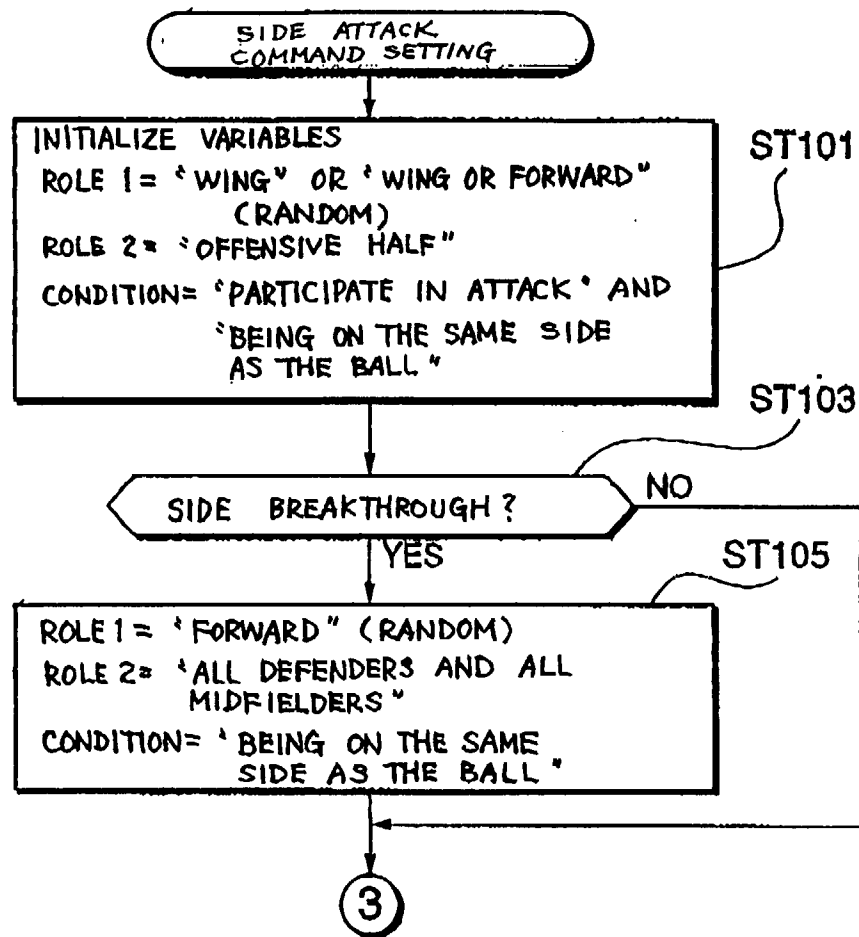 SIDE ATTACK
COMMAND SETTING
INITIALIZE VARIABLES
ROLE 1 = "WING" OR "WING OR FORWARD"
(RANDOM)
ROLE 2 = "OFFENSIVE HALF"
CONDITION = "PARTICIPATE IN ATTACK" AND
"BEING ON THE SAME SIDE
AS THE BALL"
ST101
ST103
SIDE BREAKTHROUGH?
NO
YES
ST105
ROLE 1 = "FORWARD" (RANDOM)
ROLE 2 = "ALL DEFENDERS AND ALL
MIDFIELDERS"
CONDITION = "BEING ON THE SAME
SIDE AS THE BALL"
3